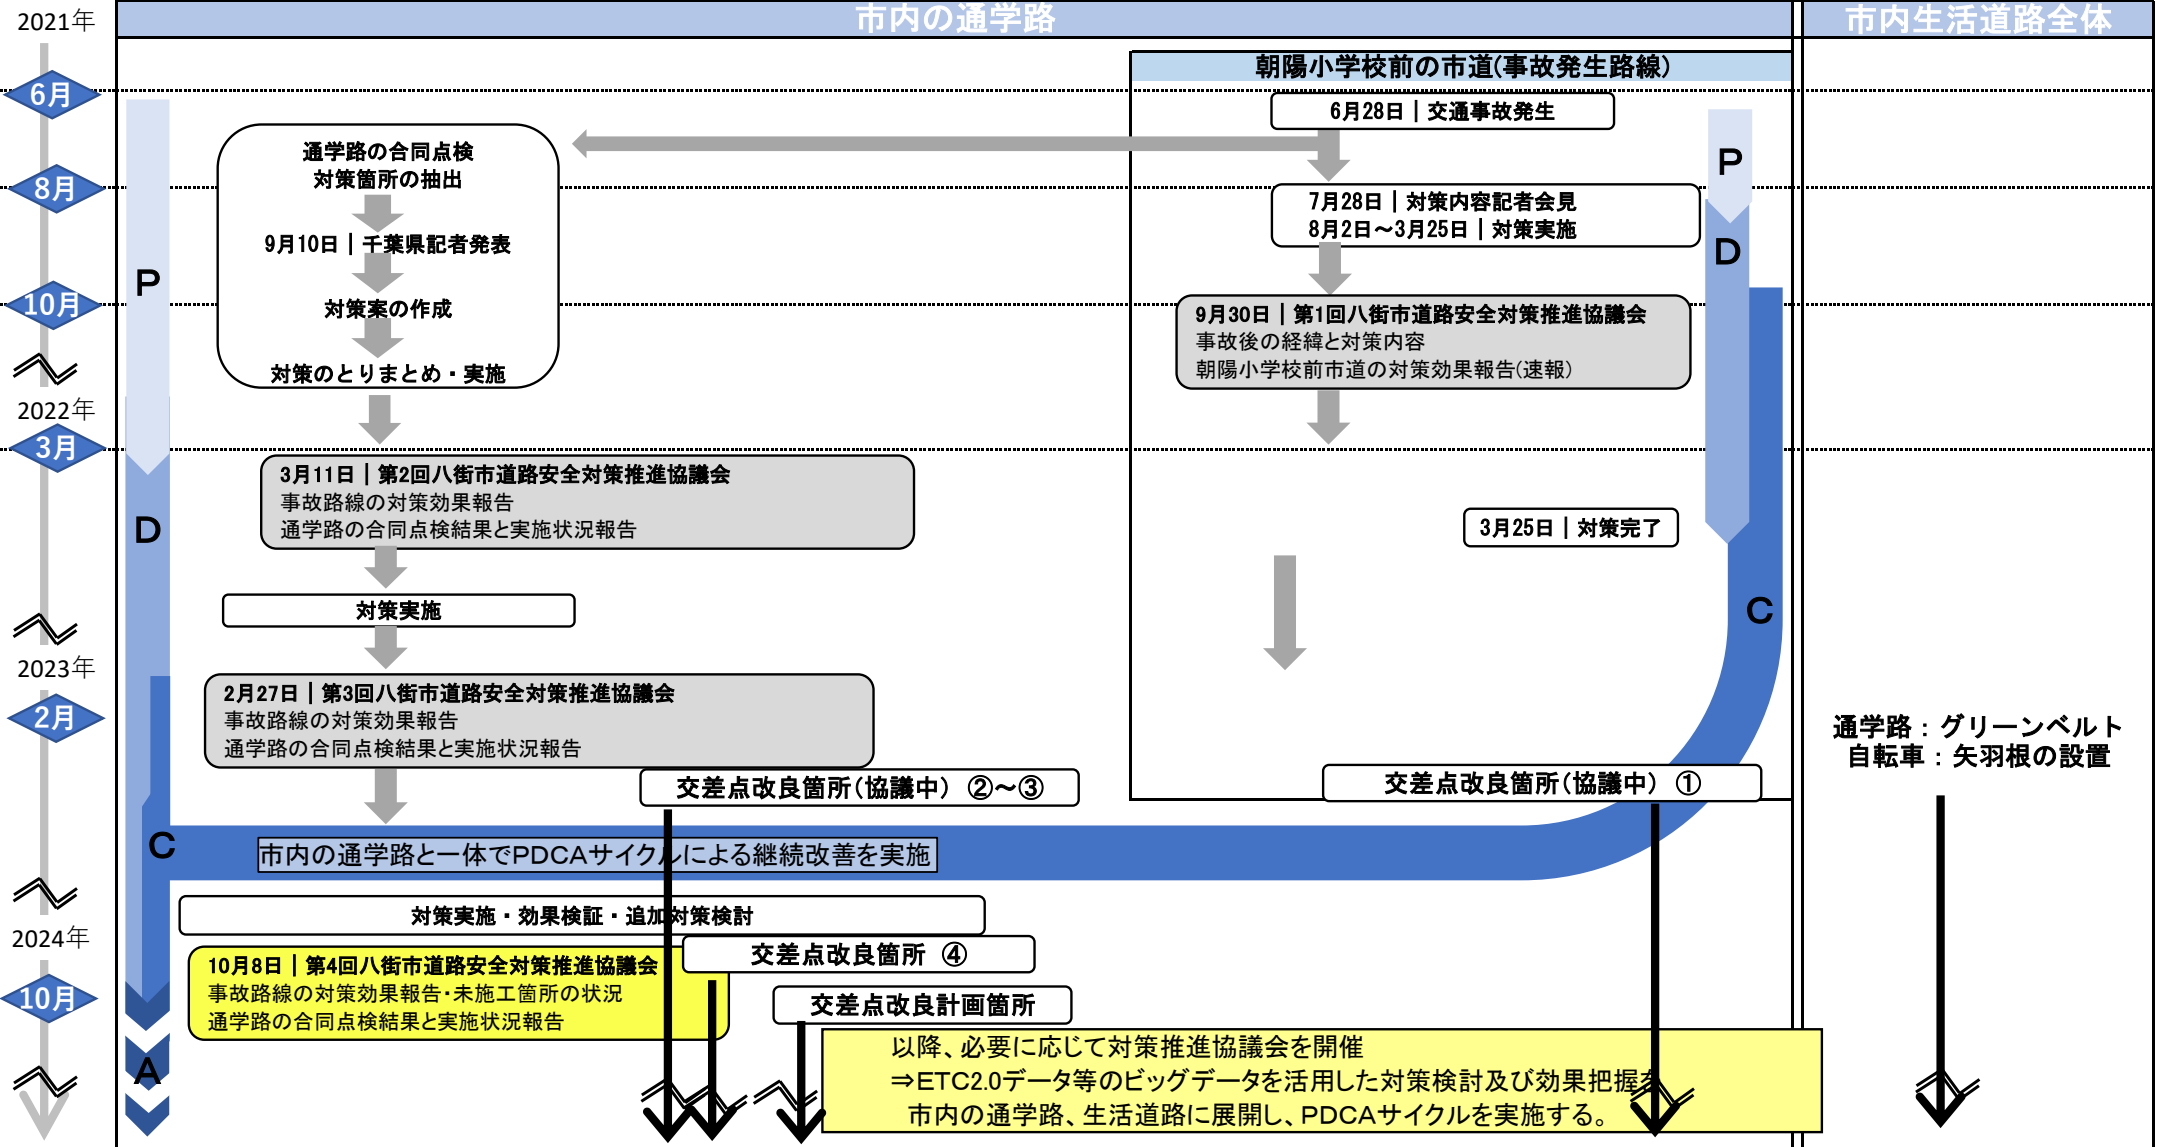 2021年
市内の通学路
市内生活道路全体
6月
8月
10月
2022年
3月
2023年
2月
2024年
10月
P
D
C
A
通学路の合同点検
対策箇所の抽出
9月10日｜千葉県記者発表
対策案の作成
対策のとりまとめ・実施
3月11日｜第2回八街市道路安全対策推進協議会
事故路線の対策効果報告
通学路の合同点検結果と実施状況報告
対策実施
2月27日｜第3回八街市道路安全対策推進協議会
事故路線の対策効果報告
通学路の合同点検結果と実施状況報告
交差点改良箇所（協議中） ②～③
市内の通学路と一体でPDCAサイクルによる継続改善を実施
対策実施・効果検証・追加対策検討
交差点改良箇所 ④
10月8日｜第4回八街市道路安全対策推進協議会
事故路線の対策効果報告・未施工箇所の状況
通学路の合同点検結果と実施状況報告
交差点改良計画箇所
以降、必要に応じて対策推進協議会を開催
⇒ETC2.0データ等のビッグデータを活用した対策検討及び効果把握を
市内の通学路、生活道路に展開し、PDCAサイクルを実施する。
朝陽小学校前の市道(事故発生路線)
6月28日｜交通事故発生
7月28日｜対策内容記者会見
8月2日～3月25日｜対策実施
9月30日｜第1回八街市道路安全対策推進協議会
事故後の経緯と対策内容
朝陽小学校前市道の対策効果報告(速報)
3月25日｜対策完了
交差点改良箇所（協議中） ①
P
D
C
通学路：グリーンベルト
自転車：矢羽根の設置